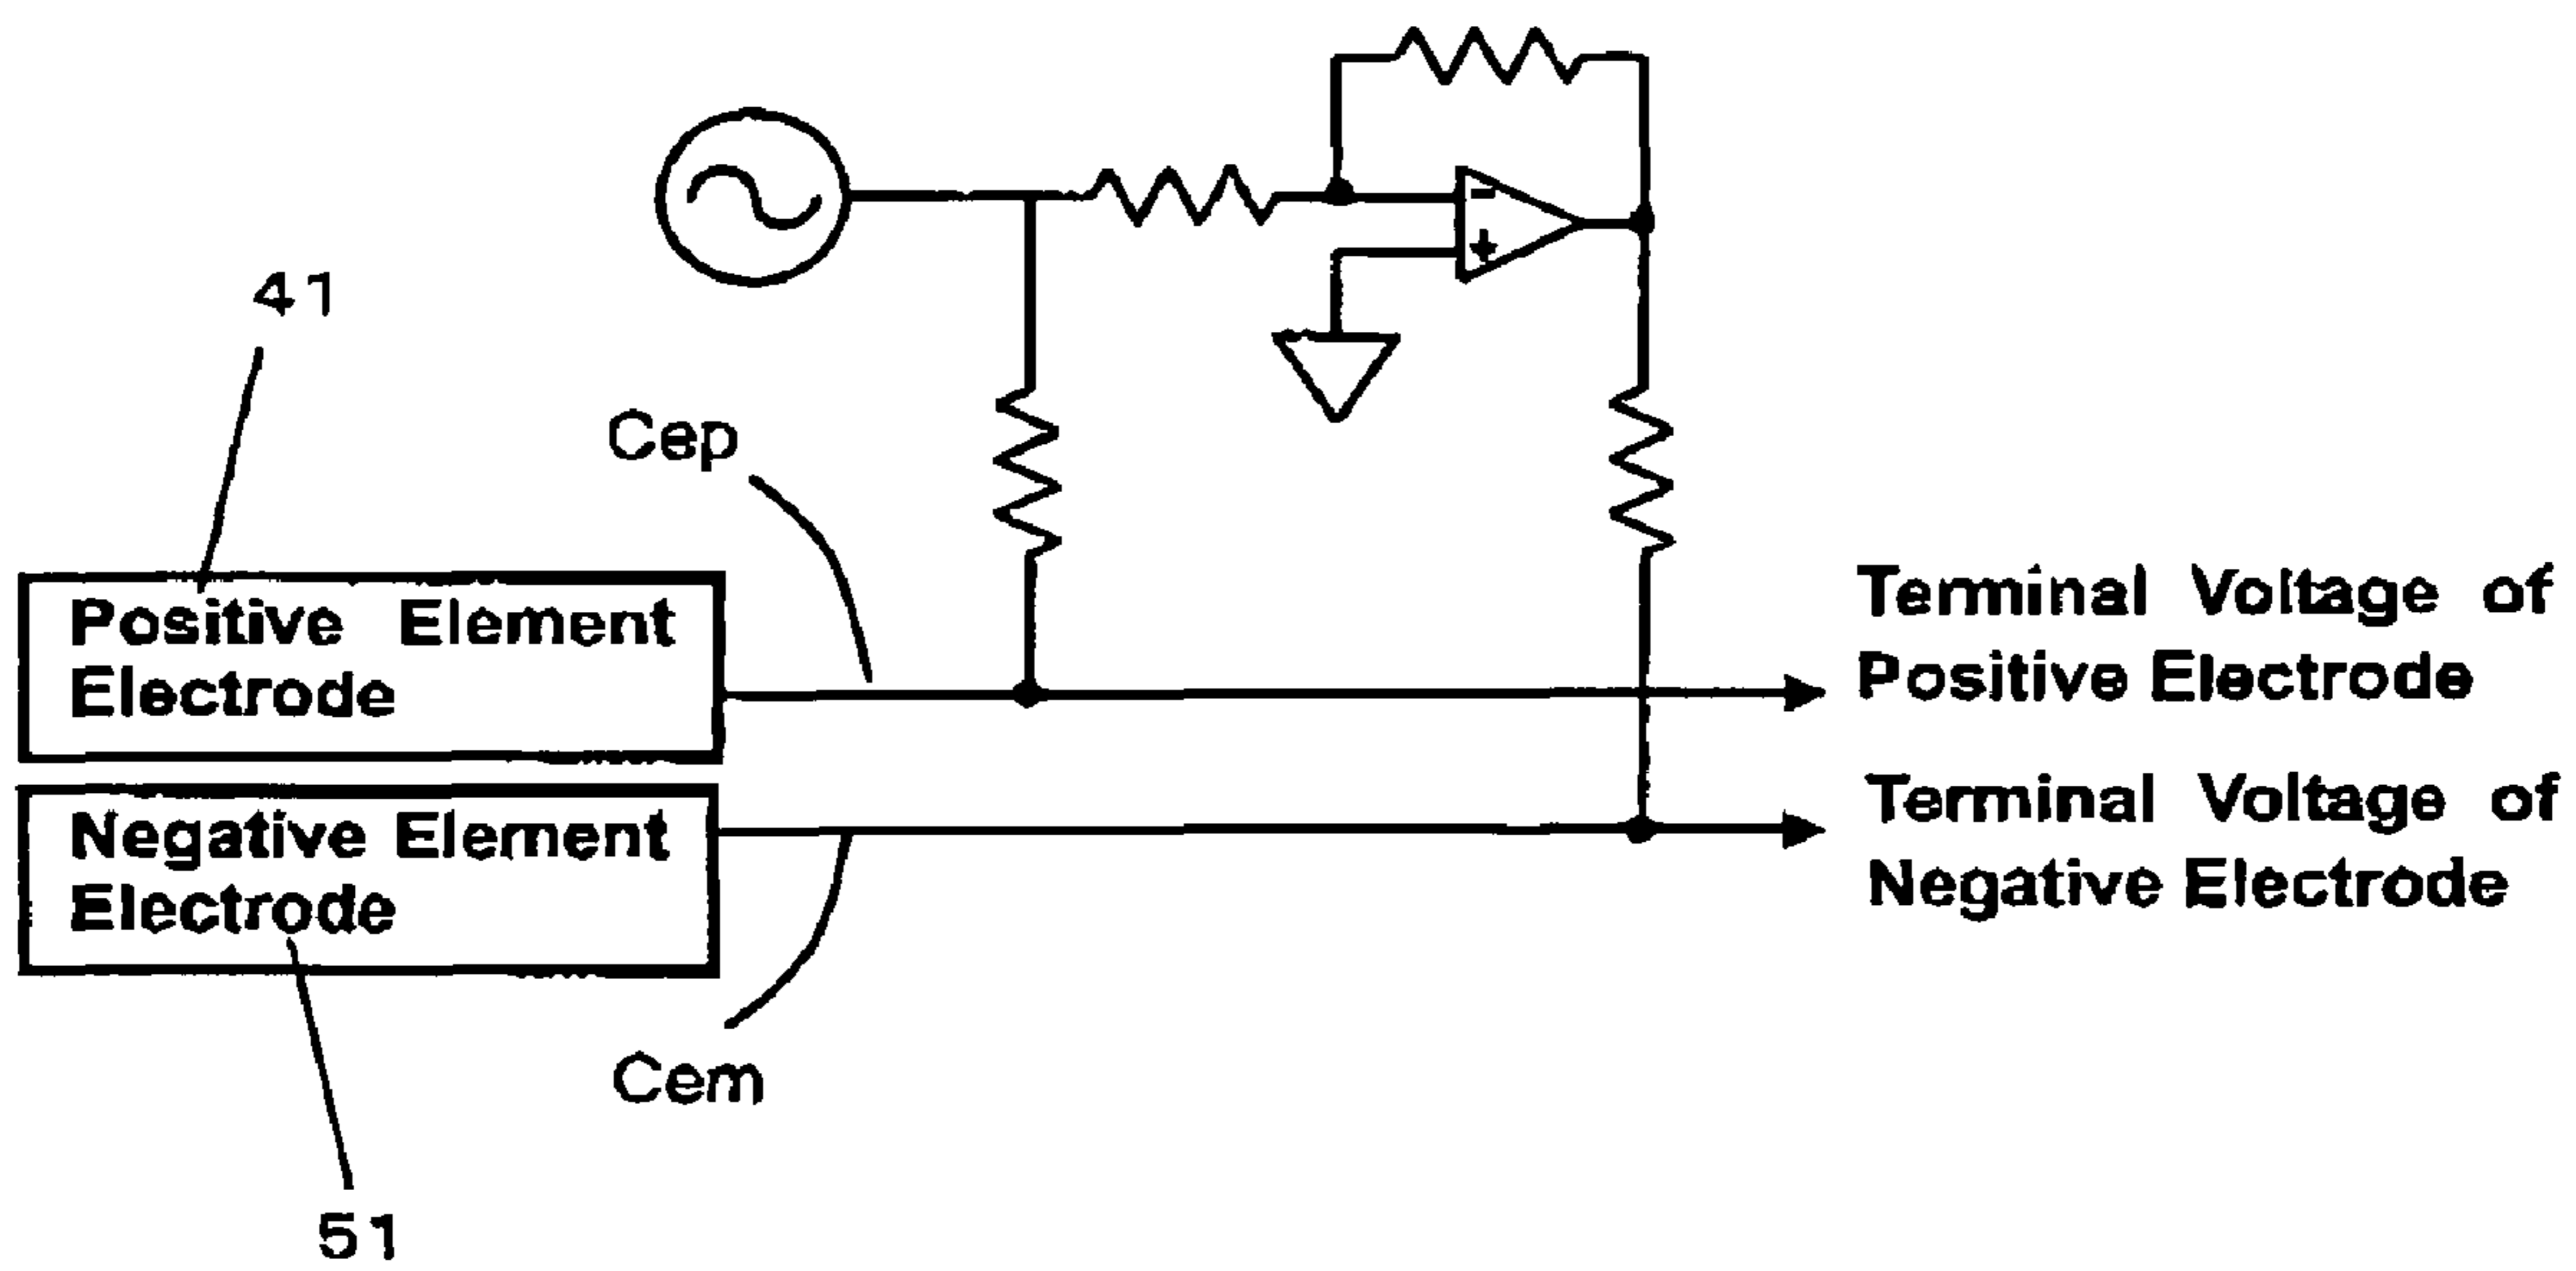 41
Cep
Positive Element
Electrode
Terminal Voltage of
Positive Electrode
Negative Element
Electrode
Terminal Voltage of
Negative Electrode
Cem
51
-
+